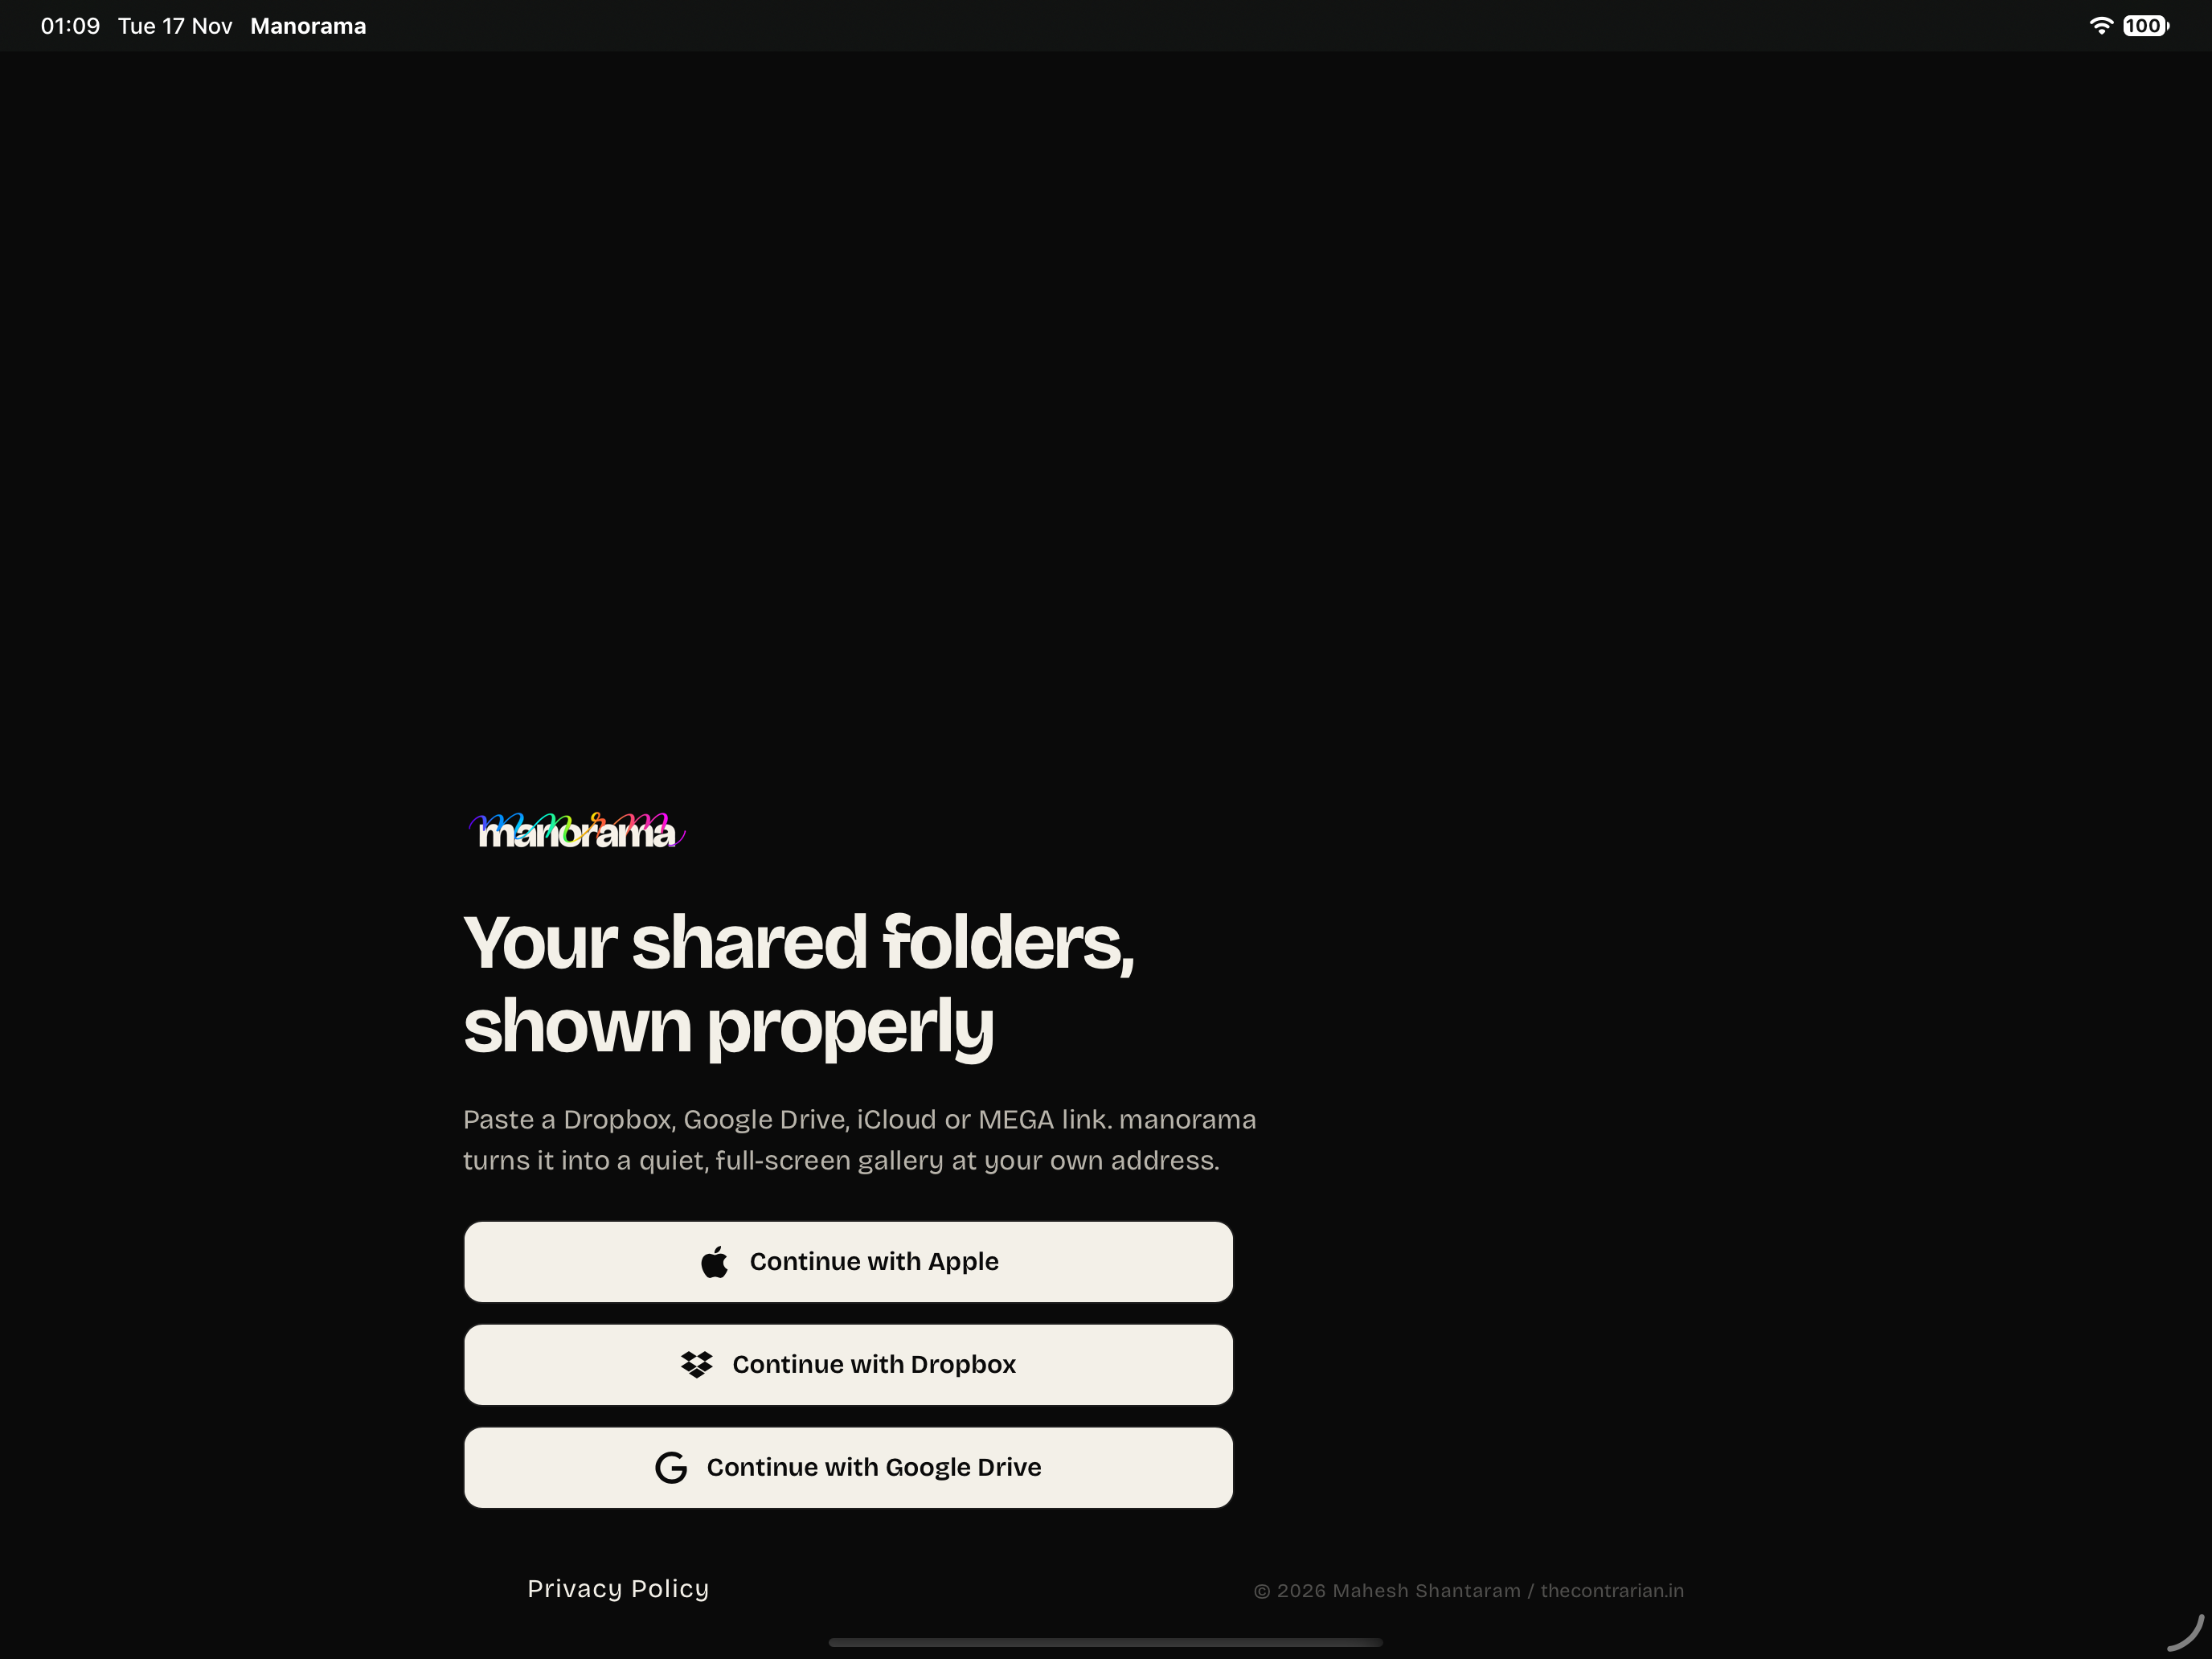 01:09 Tue 17 Nov Manorama
100
manorama
Your shared folders,
shown properly
Paste a Dropbox, Google Drive, iCloud or MEGA link. manorama
turns it into a quiet, full-screen gallery at your own address.
Continue with Apple
Continue with Dropbox
Continue with Google Drive
Privacy Policy
© 2026 Mahesh Shantaram / thecontrarian.in